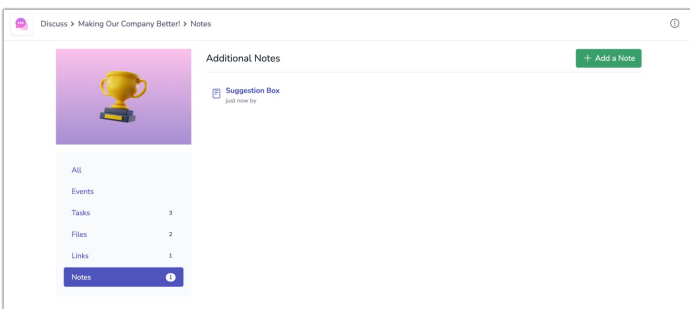 Discuss > Making Our Company Better! > Notes
Additional Notes
+ Add a Note
Suggestion Box
just now by
All
Events
Tasks 3
Files 2
Links 1
Notes 1